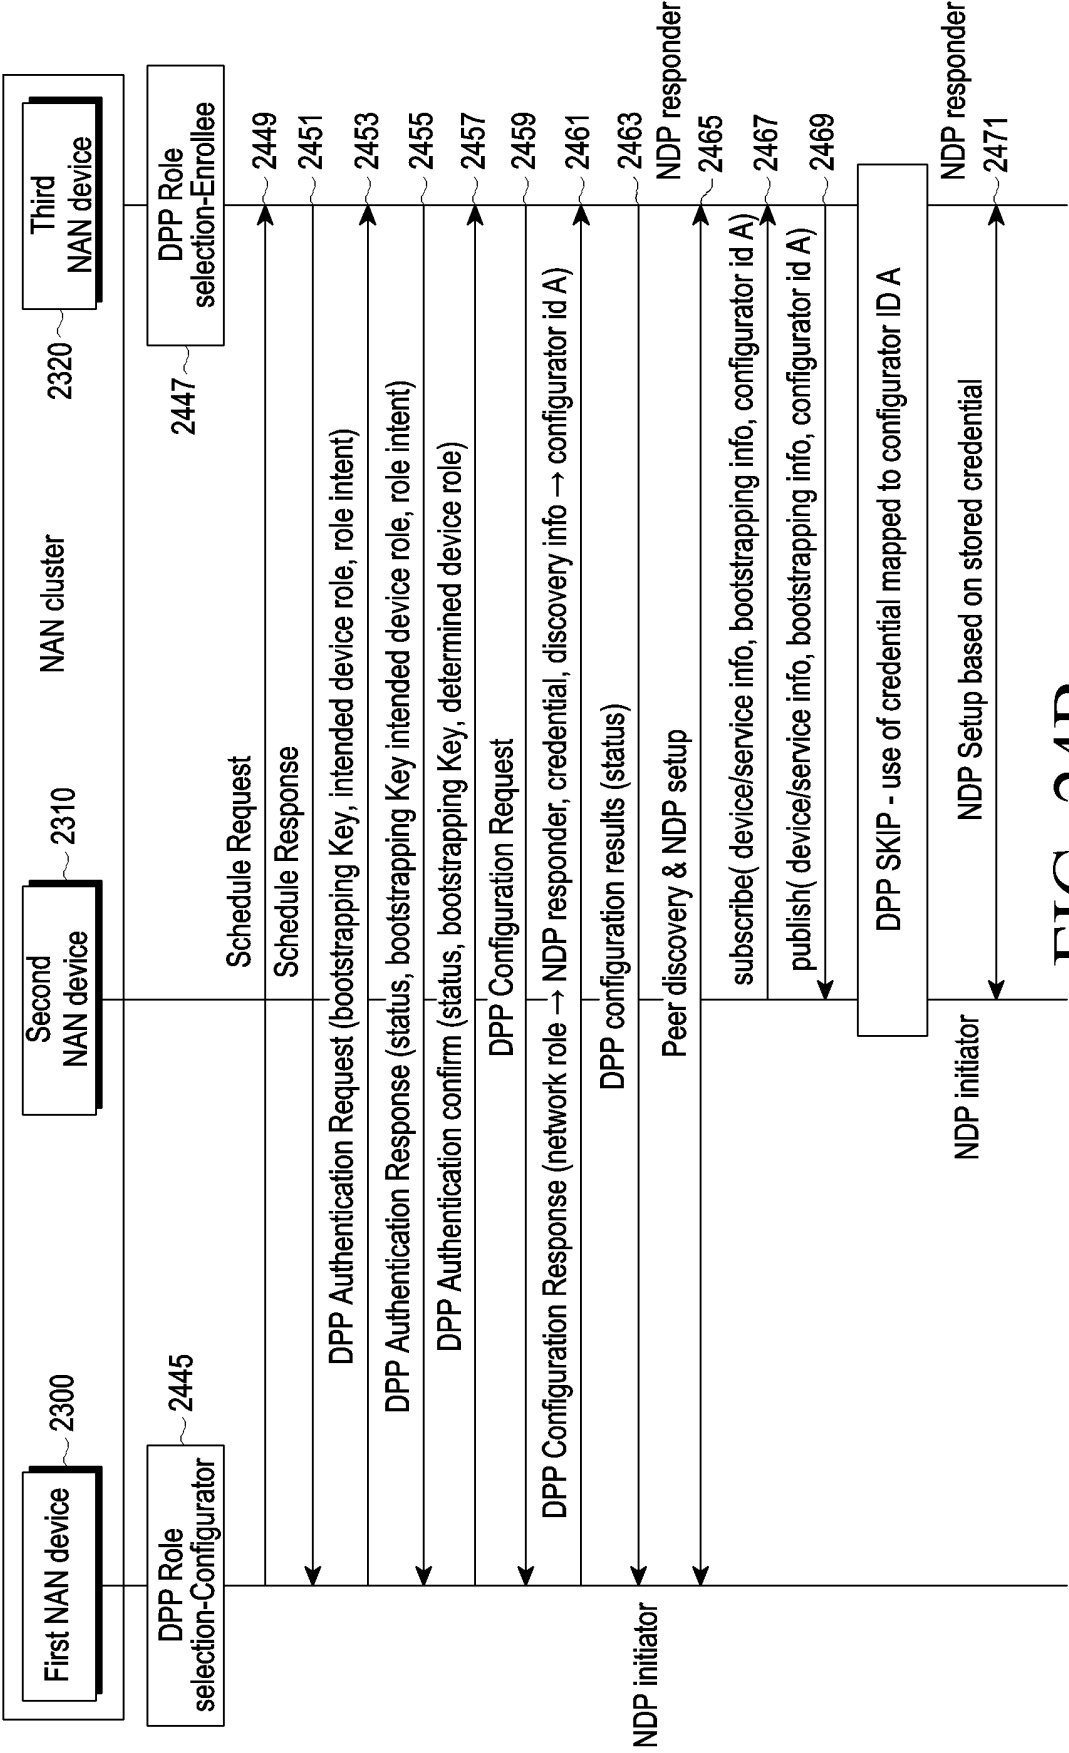 NAN cluster
First NAN device
2300
Second
NAN device
2310
Third
NAN device
2320
DPP Role
selection-Configurator
2445
DPP Role
selection-Enrollee
2447
Schedule Request
2449
Schedule Response
2451
DPP Authentication Request (bootstrapping Key, intended device role, role intent)
2453
DPP Authentication Response (status, bootstrapping Key intended device role, role intent)
2455
DPP Authentication confirm (status, bootstrapping Key, determined device role)
2457
DPP Configuration Request
2459
DPP Configuration Response (network role → NDP responder, credential, discovery info → configurator id A)
2461
DPP configuration results (status)
2463
NDP initiator
NDP responder
Peer discovery & NDP setup
2465
subscribe( device/service info, bootstrapping info, configurator id A)
2467
publish( device/service info, bootstrapping info, configurator id A)
2469
DPP SKIP - use of credential mapped to configurator ID A
NDP initiator
NDP responder
NDP Setup based on stored credential
2471